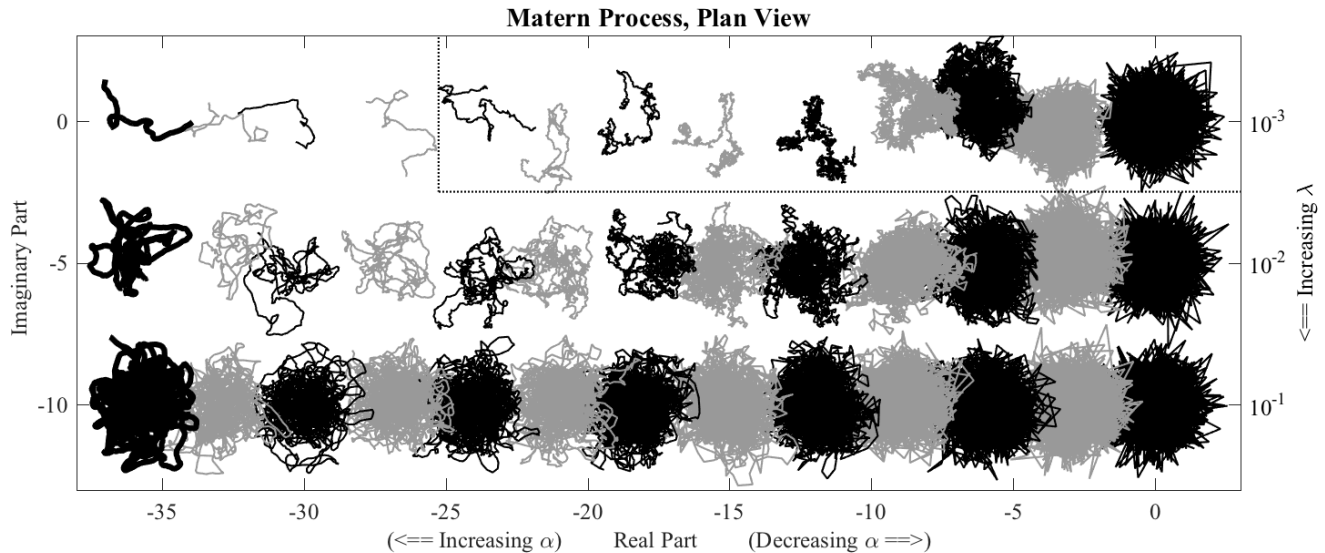 Matern Process, Plan View
0
-5
-10
Imaginary Part
10-3
10-2
10-1
<== Increasing λ
-35 -30 -25 -20 -15 -10 -5 0
(<== Increasing α) Real Part (Decreasing α ==>)